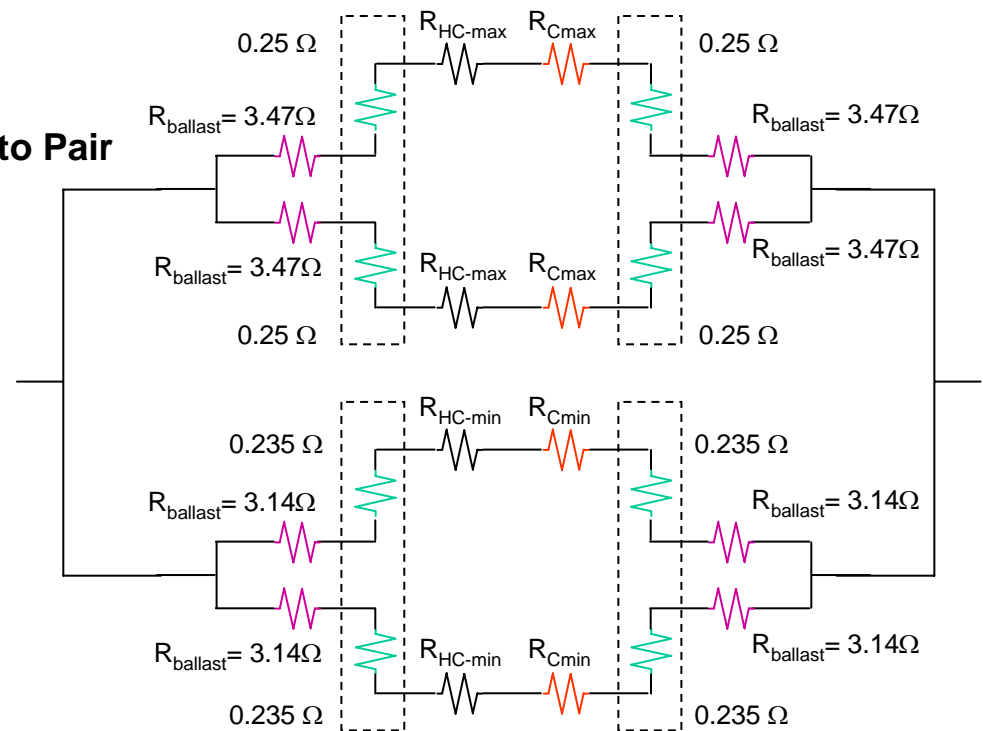 R_HC-max R_Cmax
0.25 Ω 0.25 Ω
R_ballast= 3.47Ω R_ballast= 3.47Ω
to Pair
R_ballast= 3.47Ω R_HC-max R_Cmax R_ballast= 3.47Ω
0.25 Ω 0.25 Ω
R_HC-min R_Cmin
0.235 Ω 0.235 Ω
R_ballast= 3.14Ω R_ballast= 3.14Ω
R_ballast= 3.14Ω R_HC-min R_Cmin R_ballast= 3.14Ω
0.235 Ω 0.235 Ω